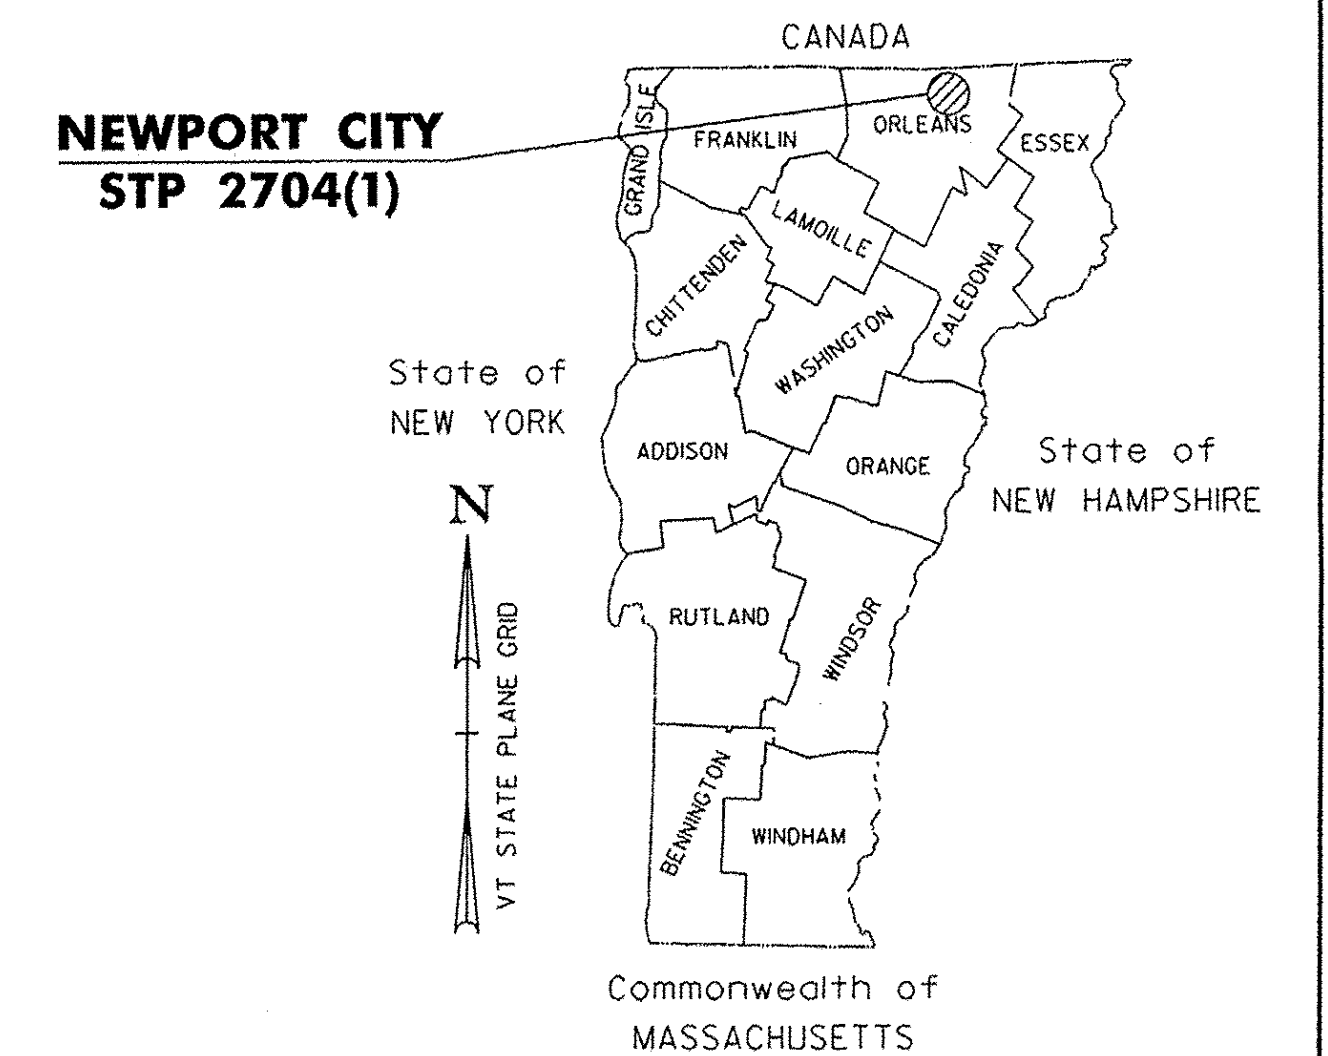 CANADA
NEWPORT CITY
STP 2704(1)
GRAND ISLE
FRANKLIN
ORLEANS
ESSEX
LAMOILLE
CHITTENDEN
CALEDONIA
WASHINGTON
State of
NEW YORK
ADDISON
ORANGE
State of
NEW HAMPSHIRE
N
VT STATE PLANE GRID
RUTLAND
WINDSOR
BENNINGTON
WINDHAM
Commonwealth of
MASSACHUSETTS